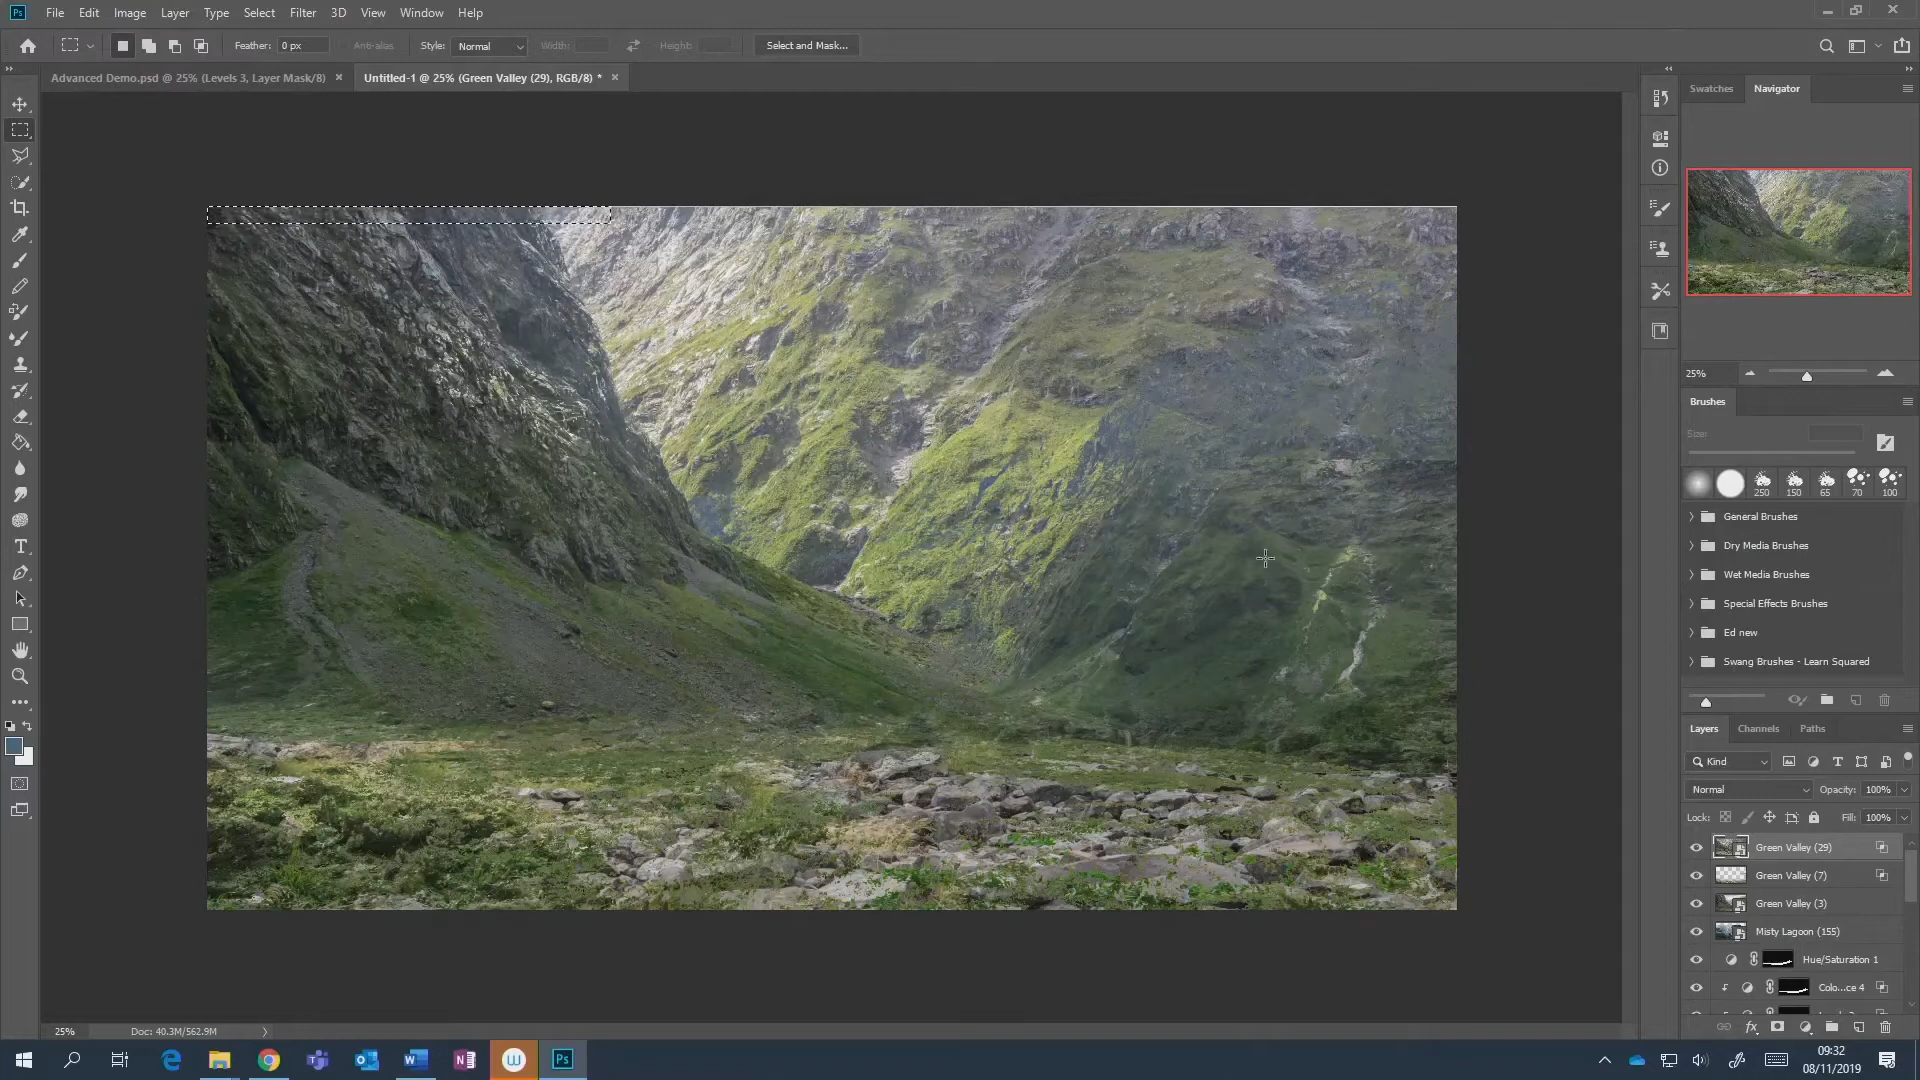 Ps File Edit Image Layer Type Select Filter 3D View Window Help
Feather: 0 px Anti-alias Style: Normal Width: Height: Select and Mask...
Advanced Demo.psd @ 25% (Levels 3, Layer Mask/8) × Untitled-1 @ 25% (Green Valley (29), RGB/8) * ×
Swatches Navigator
25%
Brushes
Size:
250 150 65 70 100
General Brushes
Dry Media Brushes
Wet Media Brushes
Special Effects Brushes
Ed new
Swang Brushes - Learn Squared
Layers Channels Paths
Kind
Normal Opacity: 100%
Lock: Fill: 100%
Green Valley (29)
Green Valley (7)
Green Valley (3)
Misty Lagoon (155)
Hue/Saturation 1
Colo...ce 4
25% Doc: 40.3M/562.9M
09:32
08/11/2019